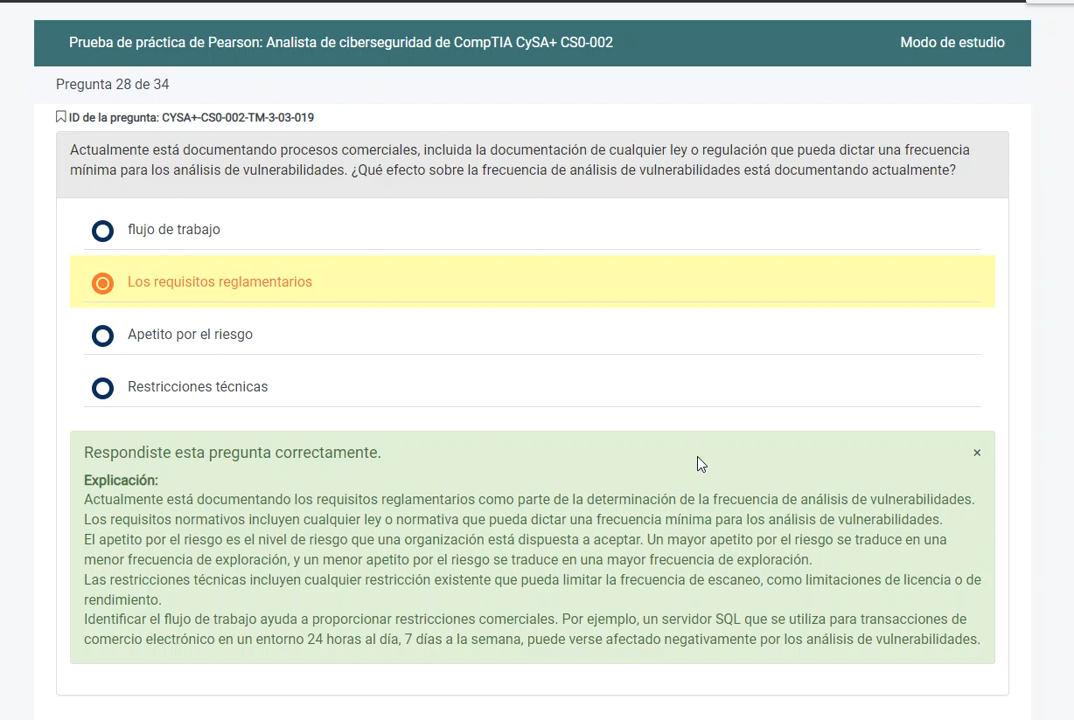 Prueba de práctica de Pearson: Analista de ciberseguridad de CompTIA CySA+ CS0-002
Modo de estudio
Pregunta 28 de 34
ID de la pregunta: CYSA+-CS0-002-TM-3-03-019
Actualmente está documentando procesos comerciales, incluida la documentación de cualquier ley o regulación que pueda dictar una frecuencia
mínima para los análisis de vulnerabilidades. ¿Qué efecto sobre la frecuencia de análisis de vulnerabilidades está documentando actualmente?
flujo de trabajo
Los requisitos reglamentarios
Apetito por el riesgo
Restricciones técnicas
Respondiste esta pregunta correctamente.
×
Explicación:
Actualmente está documentando los requisitos reglamentarios como parte de la determinación de la frecuencia de análisis de vulnerabilidades.
Los requisitos normativos incluyen cualquier ley o normativa que pueda dictar una frecuencia mínima para los análisis de vulnerabilidades.
El apetito por el riesgo es el nivel de riesgo que una organización está dispuesta a aceptar. Un mayor apetito por el riesgo se traduce en una
menor frecuencia de exploración, y un menor apetito por el riesgo se traduce en una mayor frecuencia de exploración.
Las restricciones técnicas incluyen cualquier restricción existente que pueda limitar la frecuencia de escaneo, como limitaciones de licencia o de
rendimiento.
Identificar el flujo de trabajo ayuda a proporcionar restricciones comerciales. Por ejemplo, un servidor SQL que se utiliza para transacciones de
comercio electrónico en un entorno 24 horas al día, 7 días a la semana, puede verse afectado negativamente por los análisis de vulnerabilidades.